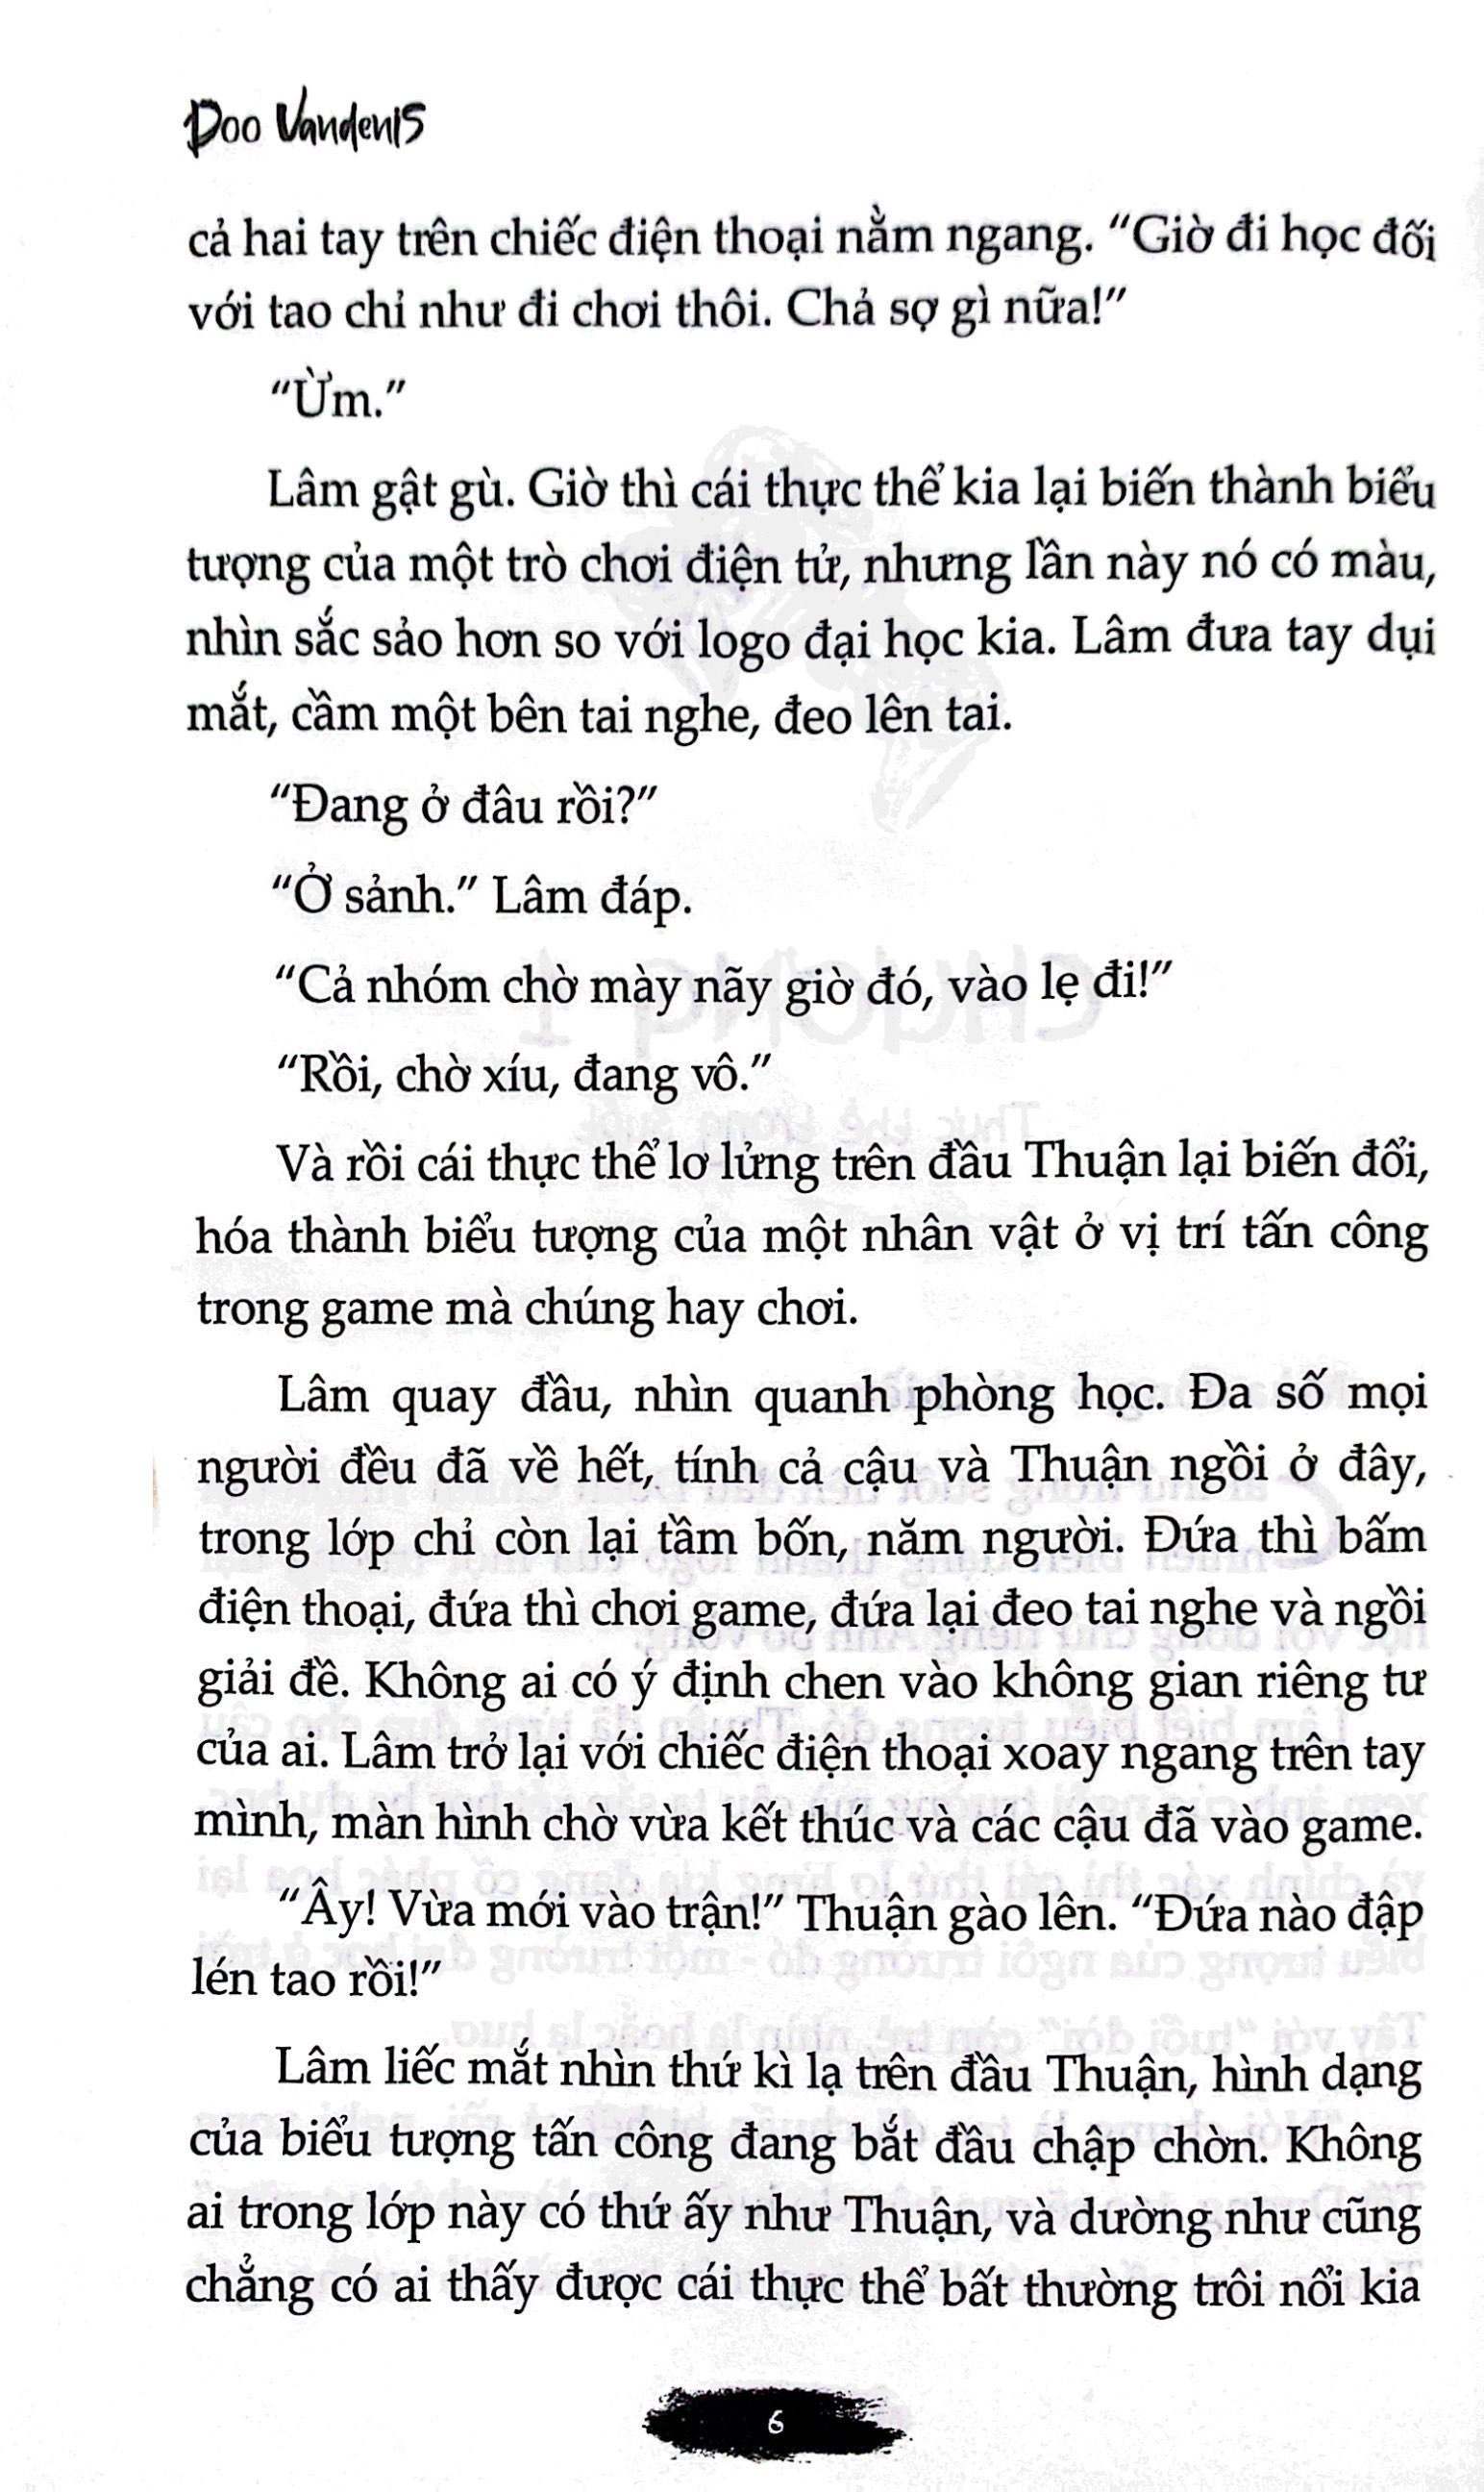 Doo Vandenis
cả hai tay trên chiếc điện thoại nằm ngang. “Giờ đi học đối
với tao chỉ như đi chơi thôi. Chả sợ gì nữa!”
“Ừm.”
Lâm gật gù. Giờ thì cái thực thể kia lại biến thành biểu
tượng của một trò chơi điện tử, nhưng lần này nó có màu,
nhìn sắc sảo hơn so với logo đại học kia. Lâm đưa tay dụi
mắt, cầm một bên tai nghe, đeo lên tai.
“Đang ở đâu rồi?”
“Ở sảnh.” Lâm đáp.
“Cả nhóm chờ mày nãy giờ đó, vào lẹ đi!”
“Rồi, chờ xíu, đang vô.”
Và rồi cái thực thể lơ lửng trên đầu Thuận lại biến đổi,
hóa thành biểu tượng của một nhân vật ở vị trí tấn công
trong game mà chúng hay chơi.
Lâm quay đầu, nhìn quanh phòng học. Đa số mọi
người đều đã về hết, tính cả cậu và Thuận ngồi ở đây,
trong lớp chỉ còn lại tầm bốn, năm người. Đứa thì bấm
điện thoại, đứa thì chơi game, đứa lại đeo tai nghe và ngồi
giải đề. Không ai có ý định chen vào không gian riêng tư
của ai. Lâm trở lại với chiếc điện thoại xoay ngang trên tay
mình, màn hình chờ vừa kết thúc và các cậu đã vào game.
“Ây! Vừa mới vào trận!” Thuận gào lên. “Đứa nào đập
lén tao rồi!”
Lâm liếc mắt nhìn thứ kì lạ trên đầu Thuận, hình dạng
của biểu tượng tấn công đang bắt đầu chập chờn. Không
ai trong lớp này có thứ ấy như Thuận, và dường như cũng
chẳng có ai thấy được cái thực thể bất thường trôi nổi kia
6